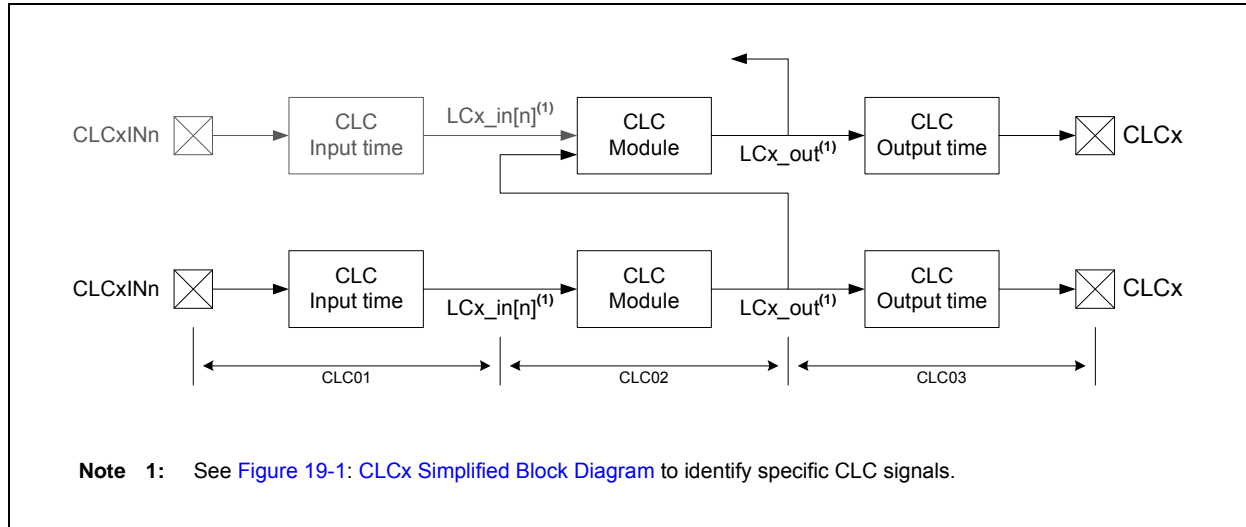 CLCxINn
CLC
Input time
LCx_in[n](1)
CLC
Module
LCx_out(1)
CLC
Output time
CLCx
CLCxINn
CLC
Input time
LCx_in[n](1)
CLC
Module
LCx_out(1)
CLC
Output time
CLCx
CLC01
CLC02
CLC03
Note 1: See Figure 19-1: CLCx Simplified Block Diagram to identify specific CLC signals.